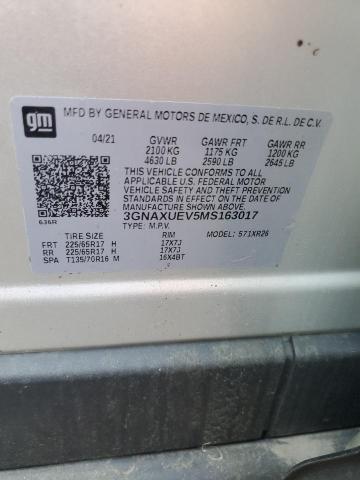 gm
MFD BY GENERAL MOTORS DE MEXICO, S. DE R.L. DE C.V.
04/21 GVWR GAWR FRT GAWR RR
2100 KG 1175 KG 1200 KG
4630 LB 2590 LB 2645 LB
THIS VEHICLE CONFORMS TO ALL APPLICABLE
U.S. FEDERAL MOTOR VEHICLE SAFETY,
BUMPER, AND THEFT PREVENTION
STANDARDS IN EFFECT ON THE DATE OF
MANUFACTURE SHOWN ABOVE.
3GNAXUEV5MS163017
636R TYPE: M.P.V. MODEL: 571XR26
TIRE SIZE RIM
FRT 225/65R17 H 17X7J
RR 225/65R17 H 17X7J
SPA T135/70R16 M 16X4BT